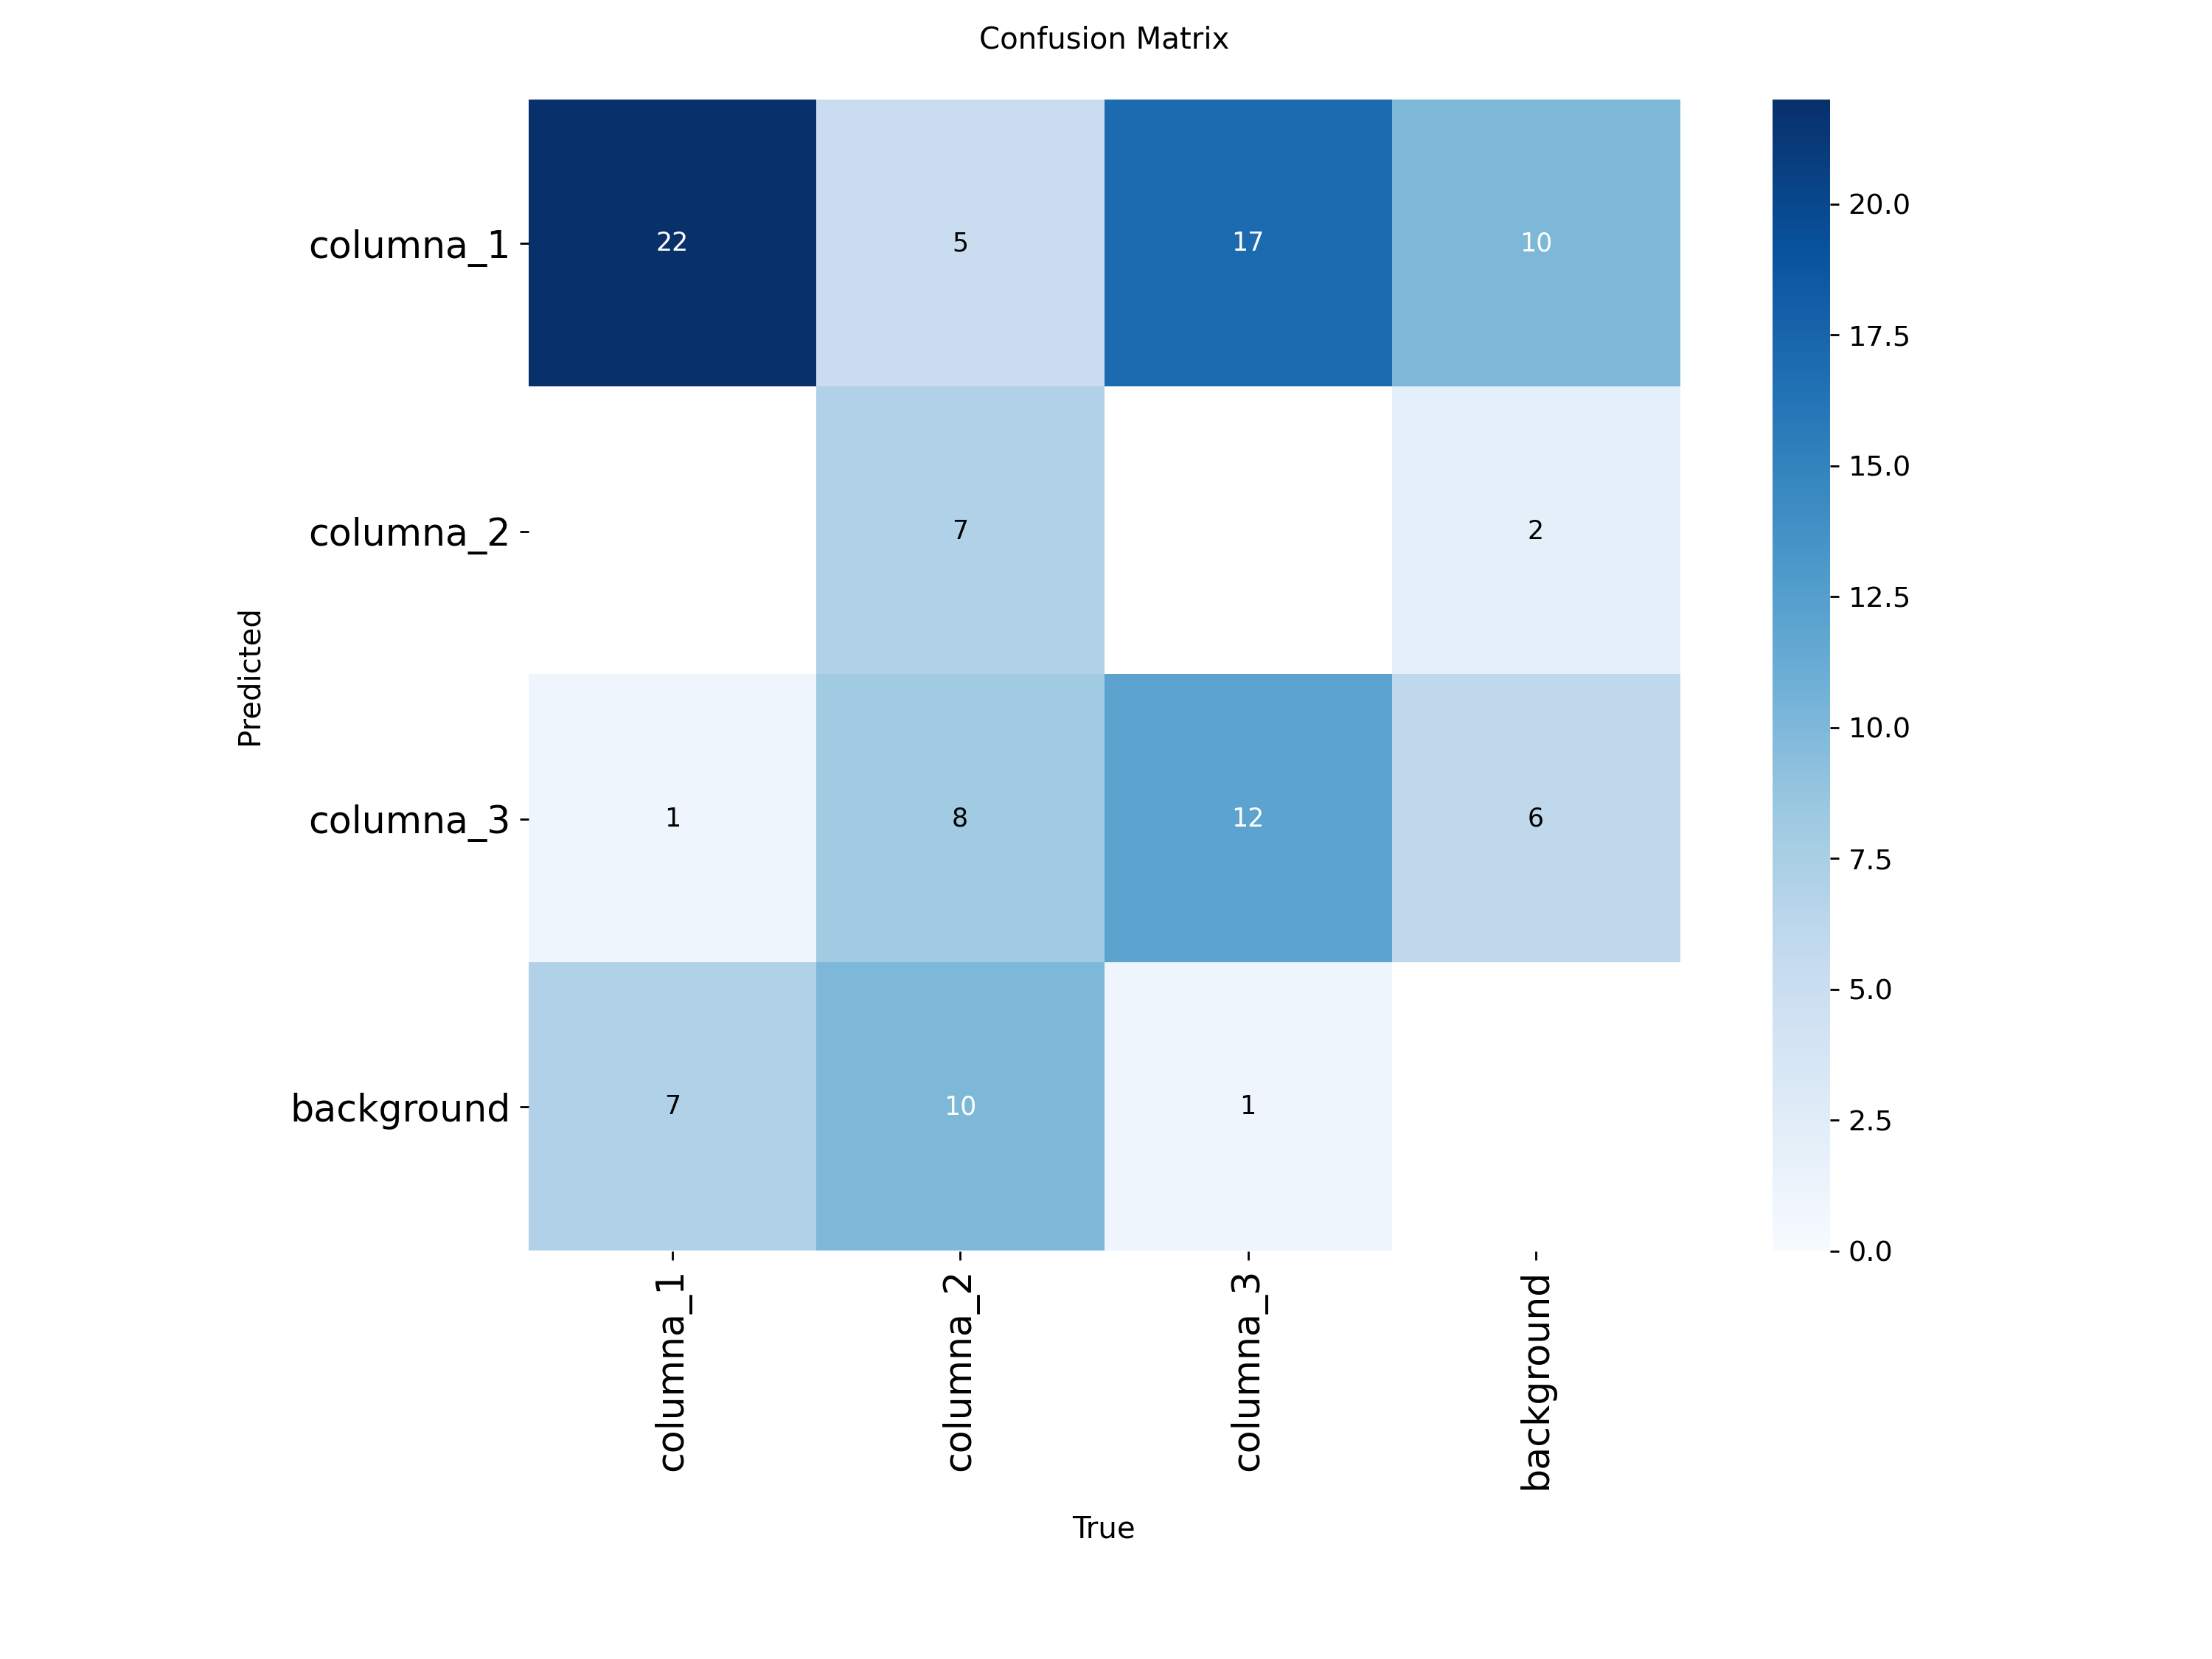 Confusion Matrix
columna_1 22 5 17 10
columna_2 7 2
columna_3 1 8 12 6
background 7 10 1
Predicted
columna_1 columna_2 columna_3 background
True
20.0
17.5
15.0
12.5
10.0
7.5
5.0
2.5
0.0